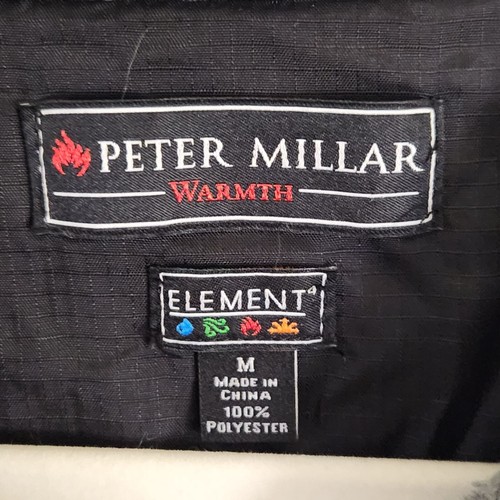 PETER MILLAR
WARMTH
ELEMENT⁴
M
MADE IN
CHINA
100%
POLYESTER